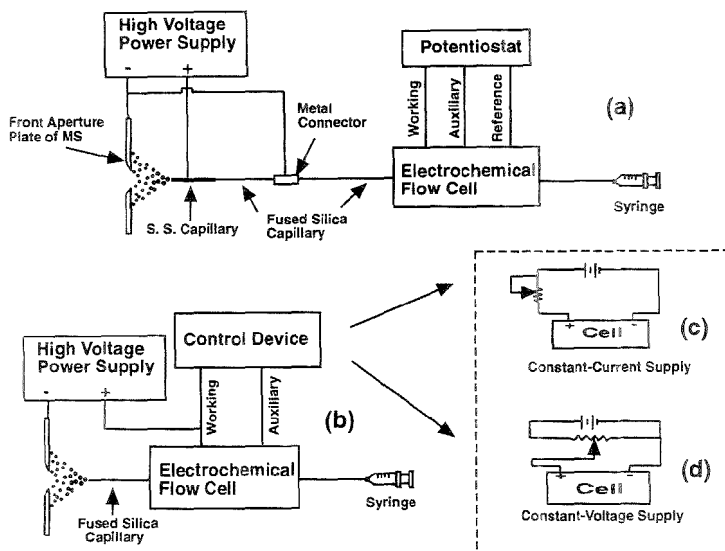 High Voltage
Power Supply
-
+
Potentiostat
Working
Auxiliary
Reference
(a)
Front Aperture
Plate of MS
Metal
Connector
Electrochemical
Flow Cell
Syringe
S. S. Capillary
Fused Silica
Capillary
High Voltage
Power Supply
-
+
Control Device
Working
Auxiliary
(b)
Electrochemical
Flow Cell
Syringe
Fused Silica
Capillary
+
-
Cell
(c)
Constant-Current Supply
+
-
Cell
(d)
Constant-Voltage Supply